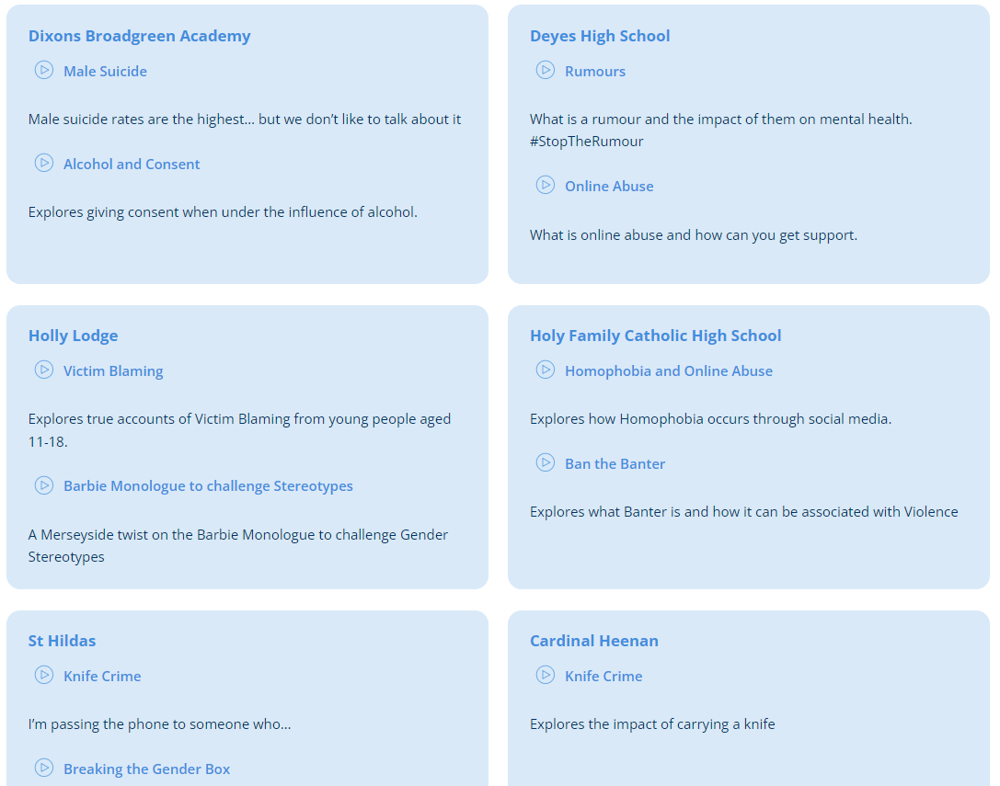 Dixons Broadgreen Academy
Male Suicide
Male suicide rates are the highest... but we don’t like to talk about it
Alcohol and Consent
Explores giving consent when under the influence of alcohol.
Deyes High School
Rumours
What is a rumour and the impact of them on mental health.
#StopTheRumour
Online Abuse
What is online abuse and how can you get support.
Holly Lodge
Victim Blaming
Explores true accounts of Victim Blaming from young people aged
11-18.
Barbie Monologue to challenge Stereotypes
A Merseyside twist on the Barbie Monologue to challenge Gender
Stereotypes
Holy Family Catholic High School
Homophobia and Online Abuse
Explores how Homophobia occurs through social media.
Ban the Banter
Explores what Banter is and how it can be associated with Violence
St Hildas
Knife Crime
I’m passing the phone to someone who...
Breaking the Gender Box
Cardinal Heenan
Knife Crime
Explores the impact of carrying a knife